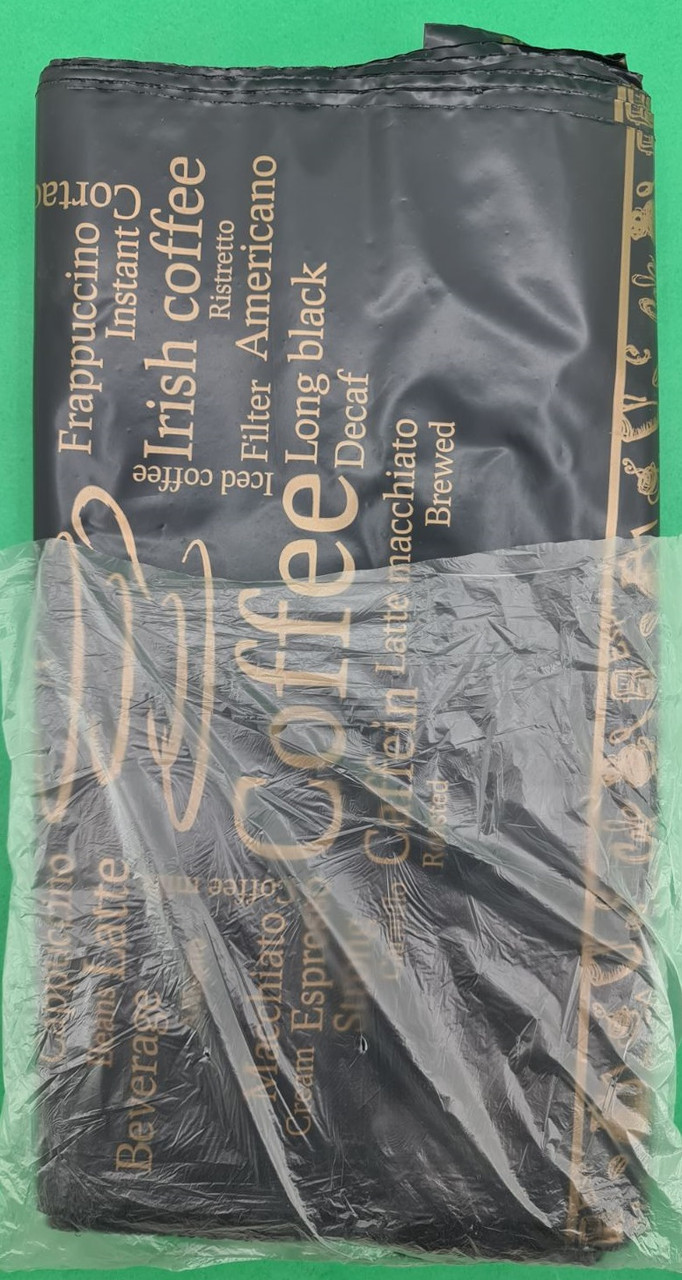 Cortad
Frappuccino
Instant
Irish coffee
Ristretto
Filter Americano
Iced coffee
Long black
Decaf
Coffee
Latte macchiato
Brewed
Caffein
Roasted
Cappuccino
Beans Latte
Beverage
Macchiato
Cream Espresso